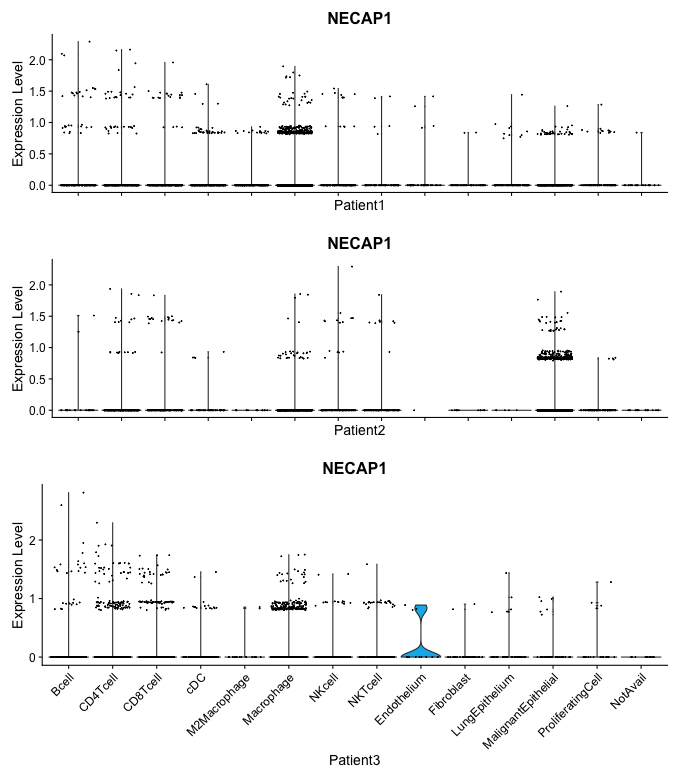 NECAP1
Expression Level
2.0
1.5
1.0
0.5
0.0
Patient1
NECAP1
Expression Level
2.0
1.5
1.0
0.5
0.0
Patient2
NECAP1
Expression Level
2
1
0
Bcell
CD4Tcell
CD8Tcell
cDC
M2Macrophage
Macrophage
NKcell
NKTcell
Endothelium
Fibroblast
LungEpithelium
MalignantEpithelial
ProliferatingCell
NotAvail
Patient3